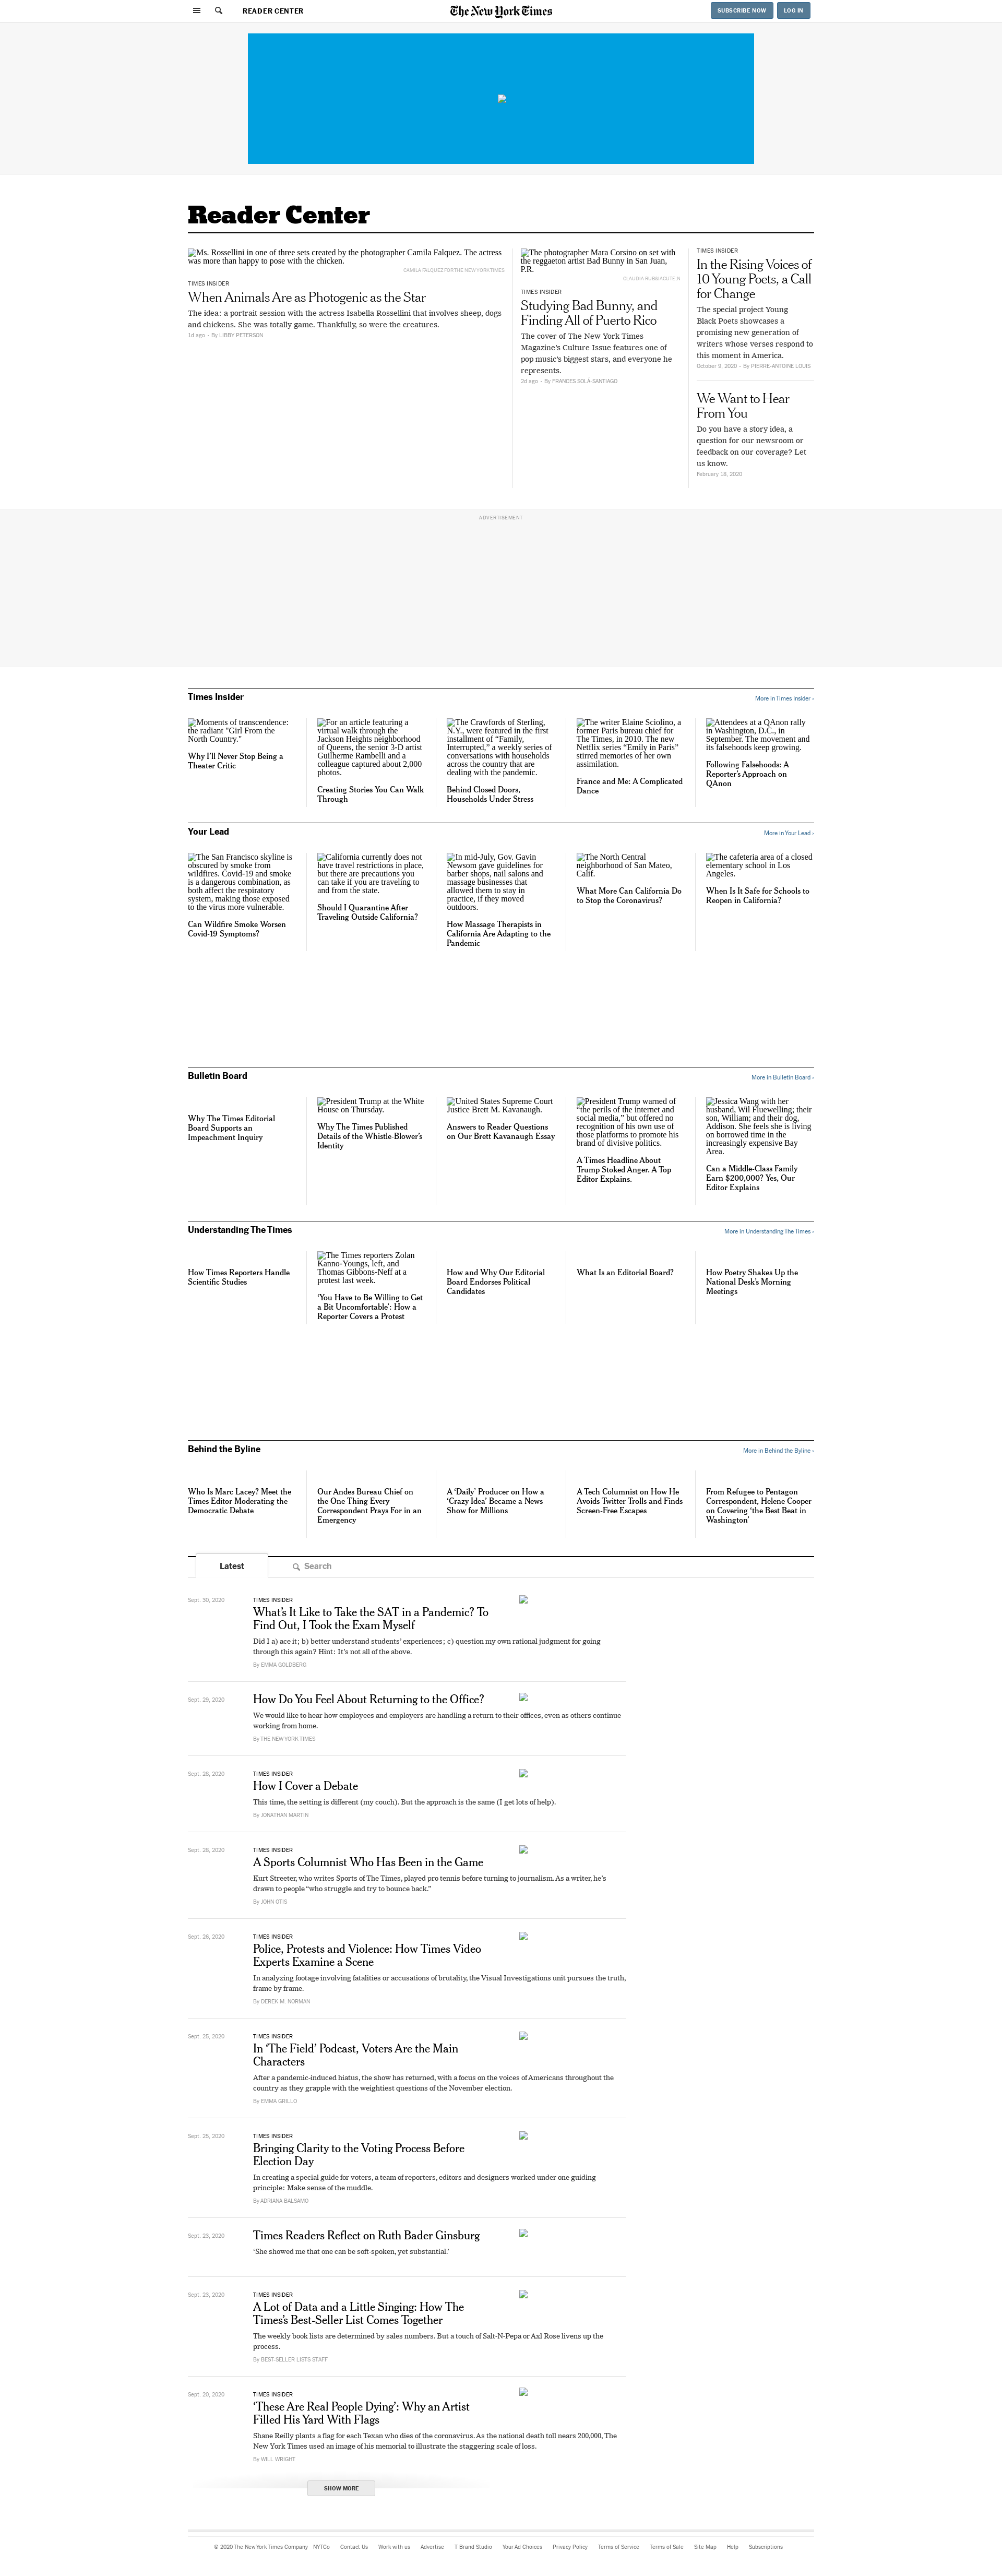 READER CENTER
The New York Times
SUBSCRIBE NOW
LOG IN
Reader Center
Ms. Rossellini in one of three sets created by the photographer Camila Falquez. The actress
was more than happy to pose with the chicken.
CAMILA FALQUEZ FOR THE NEW YORK TIMES
TIMES INSIDER
When Animals Are as Photogenic as the Star
The idea: a portrait session with the actress Isabella Rossellini that involves sheep, dogs
and chickens. She was totally game. Thankfully, so were the creatures.
1d ago - By LIBBY PETERSON
The photographer Mara Corsino on set with
the reggaeton artist Bad Bunny in San Juan,
P.R.
TIMES INSIDER
Studying Bad Bunny, and
Finding All of Puerto Rico
The cover of The New York Times
Magazine's Culture Issue features one of
pop music's biggest stars, and everyone he
represents.
2d ago - By FRANCES SOLÁ-SANTIAGO
TIMES INSIDER
In the Rising Voices of
10 Young Poets, a Call
for Change
The special project Young
Black Poets showcases a
promising new generation of
writers whose verses respond to
this moment in America.
October 9, 2020 - By PIERRE-ANTOINE LOUIS
We Want to Hear
From You
Do you have a story idea, a
question for our newsroom or
feedback on our coverage? Let
us know.
February 18, 2020
ADVERTISEMENT
Times Insider
More in Times Insider ›
Moments of transcendence:
the radiant "Girl From the
North Country."
Why I'll Never Stop Being a
Theater Critic
For an article featuring a
virtual walk through the
Jackson Heights neighborhood
of Queens, the senior 3-D artist
Guilherme Rambelli and a
colleague captured about 2,000
photos.
Creating Stories You Can Walk
Through
The Crawfords of Sterling,
N.Y., were featured in the first
installment of "Family,
Interrupted," a weekly series of
conversations with households
across the country that are
dealing with the pandemic.
Behind Closed Doors,
Households Under Stress
The writer Elaine Sciolino, a
former Paris bureau chief for
The Times, in 2010. The new
Netflix series "Emily in Paris"
stirred memories of her own
assimilation.
France and Me: A Complicated
Dance
Attendees at a QAnon rally
in Washington, D.C., in
September. The movement and
its falsehoods keep growing.
Following Falsehoods: A
Reporter's Approach on
QAnon
Your Lead
More in Your Lead ›
The San Francisco skyline is
obscured by smoke from
wildfires. Covid-19 and smoke
is a dangerous combination, as
both affect the respiratory
system, making those exposed
to the virus more vulnerable.
Can Wildfire Smoke Worsen
Covid-19 Symptoms?
California currently does not
have travel restrictions in place,
but there are precautions you
can take if you are traveling to
and from the state.
Should I Quarantine After
Traveling Outside California?
In mid-July, Gov. Gavin
Newsom gave guidelines for
barber shops, nail salons and
massage businesses that
allowed them to stay in
practice, if they moved
outdoors.
How Massage Therapists in
California Are Adapting to the
Pandemic
The North Central
neighborhood of San Mateo,
Calif.
What More Can California Do
to Stop the Coronavirus?
The cafeteria area of a closed
elementary school in Los
Angeles.
When Is It Safe for Schools to
Reopen in California?
Bulletin Board
More in Bulletin Board ›
Why The Times Editorial
Board Supports an
Impeachment Inquiry
President Trump at the White
House on Thursday.
Why The Times Published
Details of the Whistle-Blower's
Identity
United States Supreme Court
Justice Brett M. Kavanaugh.
Answers to Reader Questions
on Our Brett Kavanaugh Essay
President Trump warned of
"the perils of the internet and
social media," but offered no
recognition of his own use of
those platforms to promote his
brand of divisive politics.
A Times Headline About
Trump Stoked Anger. A Top
Editor Explains.
Jessica Wang with her
husband, Wil Fluewelling; their
son, William; and their dog,
Addison. She feels she is living
on borrowed time in the
increasingly expensive Bay
Area.
Can a Middle-Class Family
Earn $200,000? Yes, Our
Editor Explains
Understanding The Times
More in Understanding The Times ›
How Times Reporters Handle
Scientific Studies
The Times reporters Zolan
Kanno-Youngs, left, and
Thomas Gibbons-Neff at a
protest last week.
'You Have to Be Willing to Get
a Bit Uncomfortable': How a
Reporter Covers a Protest
How and Why Our Editorial
Board Endorses Political
Candidates
What Is an Editorial Board?
How Poetry Shakes Up the
National Desk's Morning
Meetings
Behind the Byline
More in Behind the Byline ›
Who Is Marc Lacey? Meet the
Times Editor Moderating the
Democratic Debate
Our Andes Bureau Chief on
the One Thing Every
Correspondent Prays For in an
Emergency
A 'Daily' Producer on How a
'Crazy Idea' Became a News
Show for Millions
A Tech Columnist on How He
Avoids Twitter Trolls and Finds
Screen-Free Escapes
From Refugee to Pentagon
Correspondent, Helene Cooper
on Covering 'the Best Beat in
Washington'
Latest
Search
Sept. 30, 2020
TIMES INSIDER
What's It Like to Take the SAT in a Pandemic? To
Find Out, I Took the Exam Myself
Did I a) ace it; b) better understand students' experiences; c) question my own rational judgment for going
through this again? Hint: It's not all of the above.
By EMMA GOLDBERG
Sept. 29, 2020
How Do You Feel About Returning to the Office?
We would like to hear how employees and employers are handling a return to their offices, even as others continue
working from home.
By THE NEW YORK TIMES
Sept. 28, 2020
TIMES INSIDER
How I Cover a Debate
This time, the setting is different (my couch). But the approach is the same (I get lots of help).
By JONATHAN MARTIN
Sept. 28, 2020
TIMES INSIDER
A Sports Columnist Who Has Been in the Game
Kurt Streeter, who writes Sports of The Times, played pro tennis before turning to journalism. As a writer, he's
drawn to people "who struggle and try to bounce back."
By JOHN OTIS
Sept. 26, 2020
TIMES INSIDER
Police, Protests and Violence: How Times Video
Experts Examine a Scene
In analyzing footage involving fatalities or accusations of brutality, the Visual Investigations unit pursues the truth,
frame by frame.
By DEREK M. NORMAN
Sept. 25, 2020
TIMES INSIDER
In 'The Field' Podcast, Voters Are the Main
Characters
After a pandemic-induced hiatus, the show has returned, with a focus on the voices of Americans throughout the
country as they grapple with the weightiest questions of the November election.
By EMMA GRILLO
Sept. 25, 2020
TIMES INSIDER
Bringing Clarity to the Voting Process Before
Election Day
In creating a special guide for voters, a team of reporters, editors and designers worked under one guiding
principle: Make sense of the muddle.
By ADRIANA BALSAMO
Sept. 23, 2020
Times Readers Reflect on Ruth Bader Ginsburg
'She showed me that one can be soft-spoken, yet substantial.'
Sept. 23, 2020
TIMES INSIDER
A Lot of Data and a Little Singing: How The
Times's Best-Seller List Comes Together
The weekly book lists are determined by sales numbers. But a touch of Salt-N-Pepa or Axl Rose livens up the
process.
By BEST-SELLER LISTS STAFF
Sept. 20, 2020
TIMES INSIDER
'These Are Real People Dying': Why an Artist
Filled His Yard With Flags
Shane Reilly plants a flag for each Texan who dies of the coronavirus. As the national death toll nears 200,000, The
New York Times used an image of his memorial to illustrate the staggering scale of loss.
By WILL WRIGHT
SHOW MORE
© 2020 The New York Times Company NYTCo Contact Us Work with us Advertise T Brand Studio Your Ad Choices Privacy Policy Terms of Service Terms of Sale Site Map Help Subscriptions